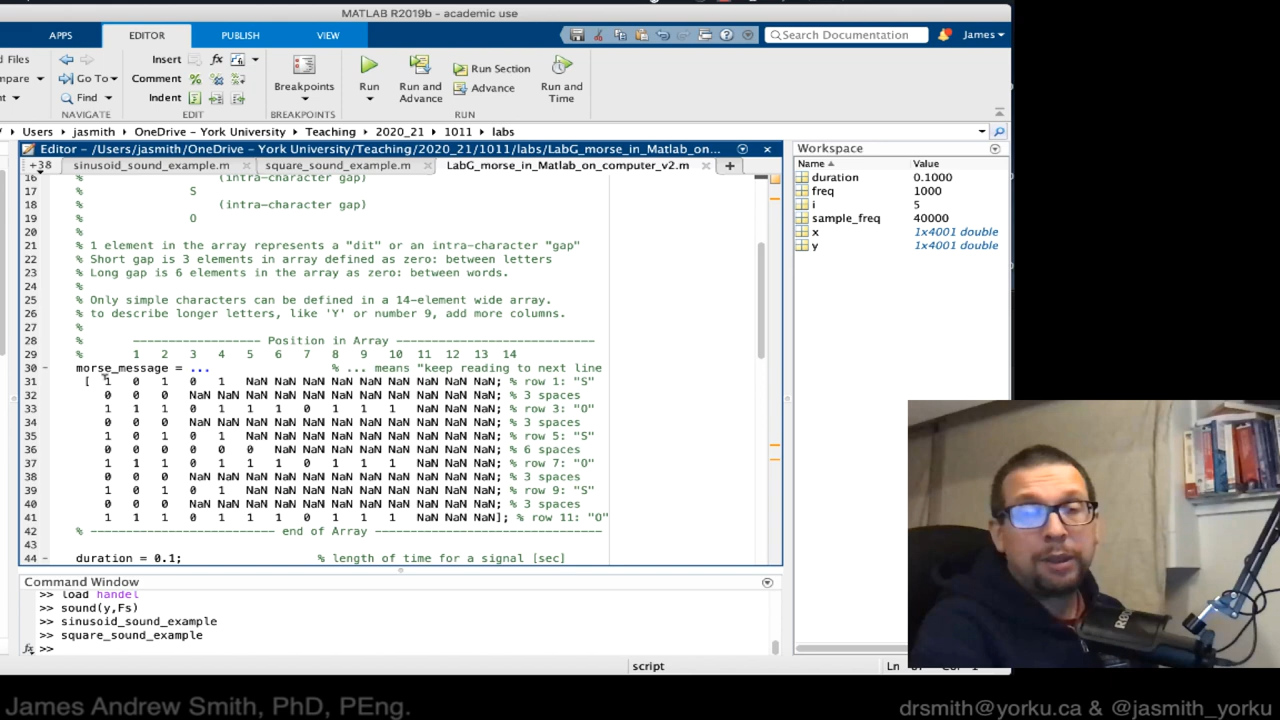 MATLAB R2019b - academic use
APPS EDITOR PUBLISH VIEW Search Documentation James
d Files Insert fx
mpare Go To Comment % Breakpoints Run Run and Advance Run Section Run and Time
nt Find Indent Advance
NAVIGATE EDIT BREAKPOINTS RUN
Users jasmith OneDrive - York University Teaching 2020_21 1011 labs
Editor - /Users/jasmith/OneDrive - York University/Teaching/2020_21/1011/labs/LabG_morse_in_Matlab_on_...
+38 sinusoid_sound_example.m square_sound_example.m LabG_morse_in_Matlab_on_computer_v2.m
16 % (intra-character gap)
17 % S
18 % (intra-character gap)
19 % O
20 %
21 % 1 element in the array represents a "dit" or an intra-character "gap"
22 % Short gap is 3 elements in array defined as zero: between letters
23 % Long gap is 6 elements in the array as zero: between words.
24 %
25 % Only simple characters can be defined in a 14-element wide array.
26 % to describe longer letters, like 'Y' or number 9, add more columns.
27 %
28 % ------------------ Position in Array -------------------------
29 % 1 2 3 4 5 6 7 8 9 10 11 12 13 14
30 morse_message = ... % ... means "keep reading to next line
31 [ 1 0 1 0 1 NaN NaN NaN NaN NaN NaN NaN NaN NaN; % row 1: "S"
32 0 0 0 NaN NaN NaN NaN NaN NaN NaN NaN NaN NaN NaN; % 3 spaces
33 1 1 1 0 1 1 1 0 1 1 1 NaN NaN NaN; % row 3: "O"
34 0 0 0 NaN NaN NaN NaN NaN NaN NaN NaN NaN NaN NaN; % 3 spaces
35 1 0 1 0 1 NaN NaN NaN NaN NaN NaN NaN NaN NaN; % row 5: "S"
36 0 0 0 0 0 0 NaN NaN NaN NaN NaN NaN NaN NaN; % 6 spaces
37 1 1 1 0 1 1 1 0 1 1 1 NaN NaN NaN; % row 7: "O"
38 0 0 0 NaN NaN NaN NaN NaN NaN NaN NaN NaN NaN NaN; % 3 spaces
39 1 0 1 0 1 NaN NaN NaN NaN NaN NaN NaN NaN NaN; % row 9: "S"
40 0 0 0 NaN NaN NaN NaN NaN NaN NaN NaN NaN NaN NaN; % 3 spaces
41 1 1 1 0 1 1 1 0 1 1 1 NaN NaN NaN]; % row 11: "O"
42 % -------------------------- end of Array ---------------------------------
43
44 duration = 0.1; % length of time for a signal [sec]
Workspace
Name Value
duration 0.1000
freq 1000
i 5
sample_freq 40000
x 1x4001 double
y 1x4001 double
Command Window
>> load handel
>> sound(y,Fs)
>> sinusoid_sound_example
>> square_sound_example
fx >>
script Ln
RODE
James Andrew Smith, PhD, PEng. drsmith@yorku.ca & @jasmith_yorku